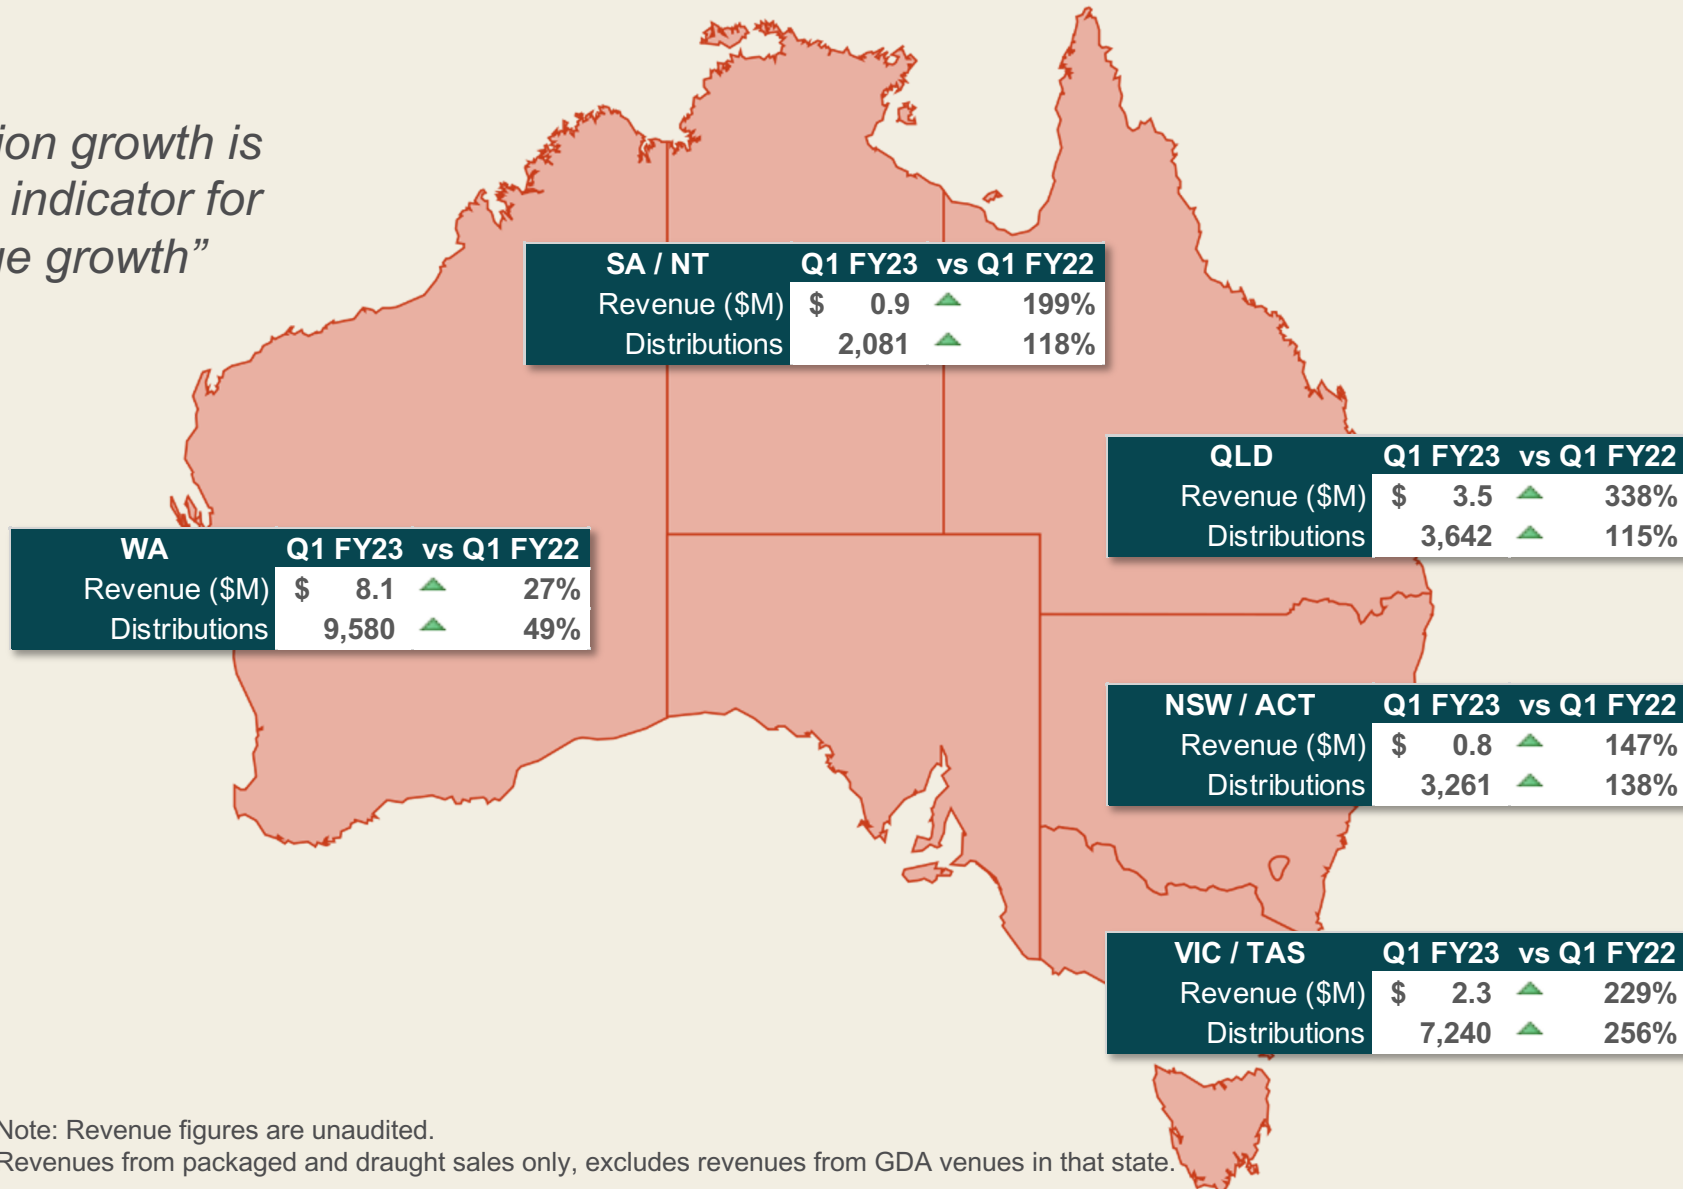 ion growth is
indicator for
ge growth”
SA / NT Q1 FY23 vs Q1 FY22
Revenue ($M) $ 0.9 199%
Distributions 2,081 118%
QLD Q1 FY23 vs Q1 FY22
Revenue ($M) $ 3.5 338%
Distributions 3,642 115%
WA Q1 FY23 vs Q1 FY22
Revenue ($M) $ 8.1 27%
Distributions 9,580 49%
NSW / ACT Q1 FY23 vs Q1 FY22
Revenue ($M) $ 0.8 147%
Distributions 3,261 138%
VIC / TAS Q1 FY23 vs Q1 FY22
Revenue ($M) $ 2.3 229%
Distributions 7,240 256%
Note: Revenue figures are unaudited.
Revenues from packaged and draught sales only, excludes revenues from GDA venues in that state.